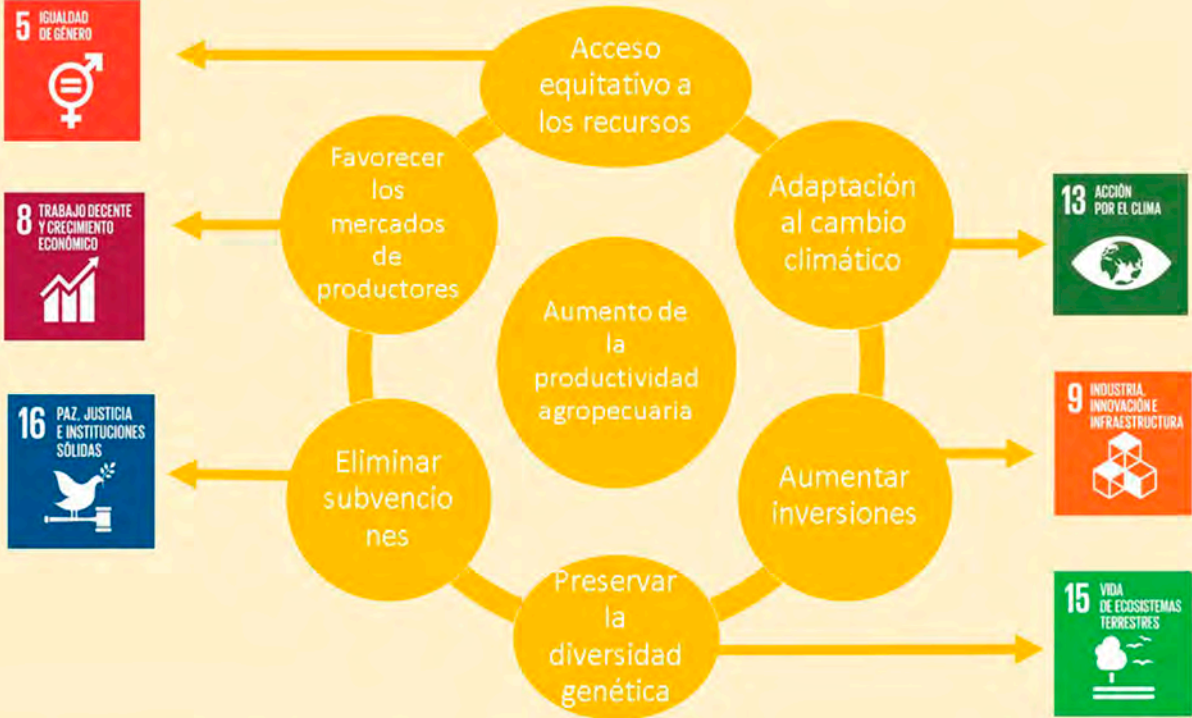 5 IGUALDAD
DE GÉNERO
Acceso
equitativo a
los recursos
Favorecer
los
mercados
de
productores
Adaptación
al cambio
climático
8 TRABAJO DECENTE
Y CRECIMIENTO
ECONÓMICO
13 ACCIÓN
POR EL CLIMA
Aumento de
la
productividad
agropecuaria
16 PAZ, JUSTICIA
E INSTITUCIONES
SÓLIDAS
9 INDUSTRIA,
INNOVACIÓN E
INFRAESTRUCTURA
Eliminar
subvencio
nes
Aumentar
inversiones
Preservar
la
diversidad
genética
15 VIDA
DE ECOSISTEMAS
TERRESTRES